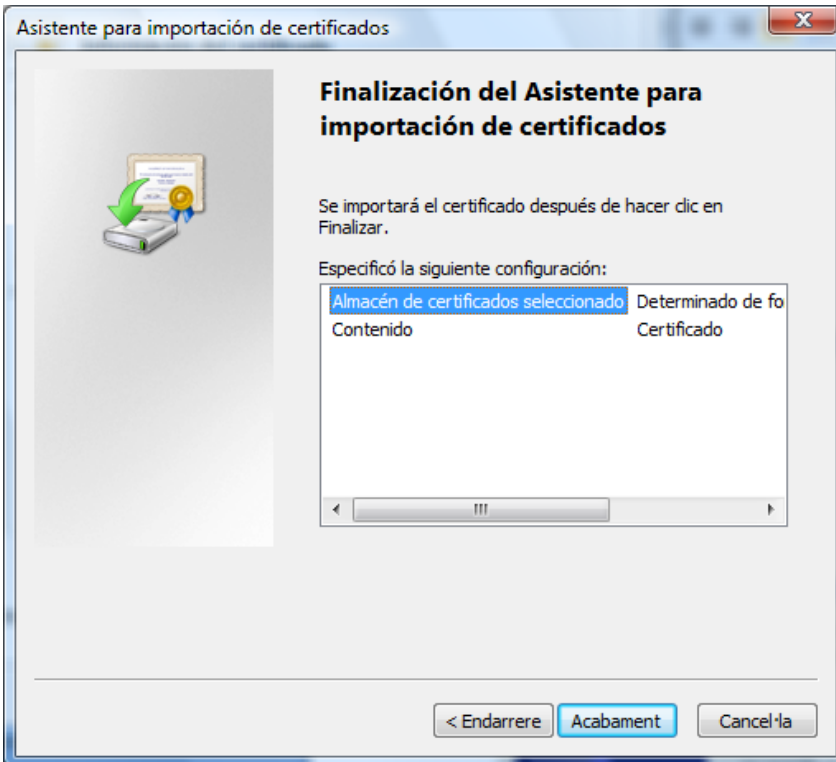 Asistente para importación de certificados
Finalización del Asistente para
importación de certificados
Se importará el certificado después de hacer clic en
Finalizar.
Especificó la siguiente configuración:
Almacén de certificados seleccionado Determinado de fo
Contenido Certificado
< Endarrere Acabament Cancel·la